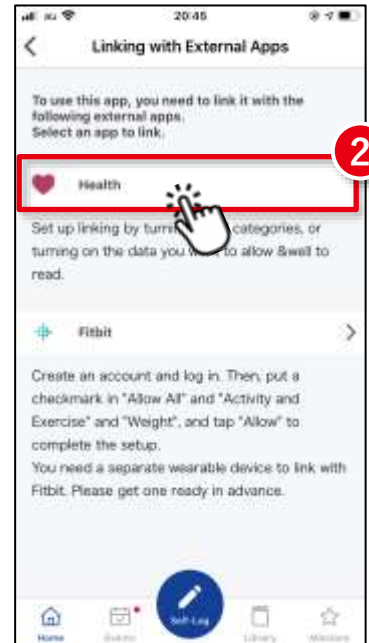 20:45
Linking with External Apps
To use this app, you need to link it with the
following external apps.
Select an app to link.
2
Health
Set up linking by turni categories, or
turning on the data you to allow &well to
read.
Fitbit
Create an account and log in. Then, put a
checkmark in "Allow All" and "Activity and
Exercise" and "Weight", and tap "Allow" to
complete the setup.
You need a separate wearable device to link with
Fitbit. Please get one ready in advance.
Self-Log
Home Events Library Missions